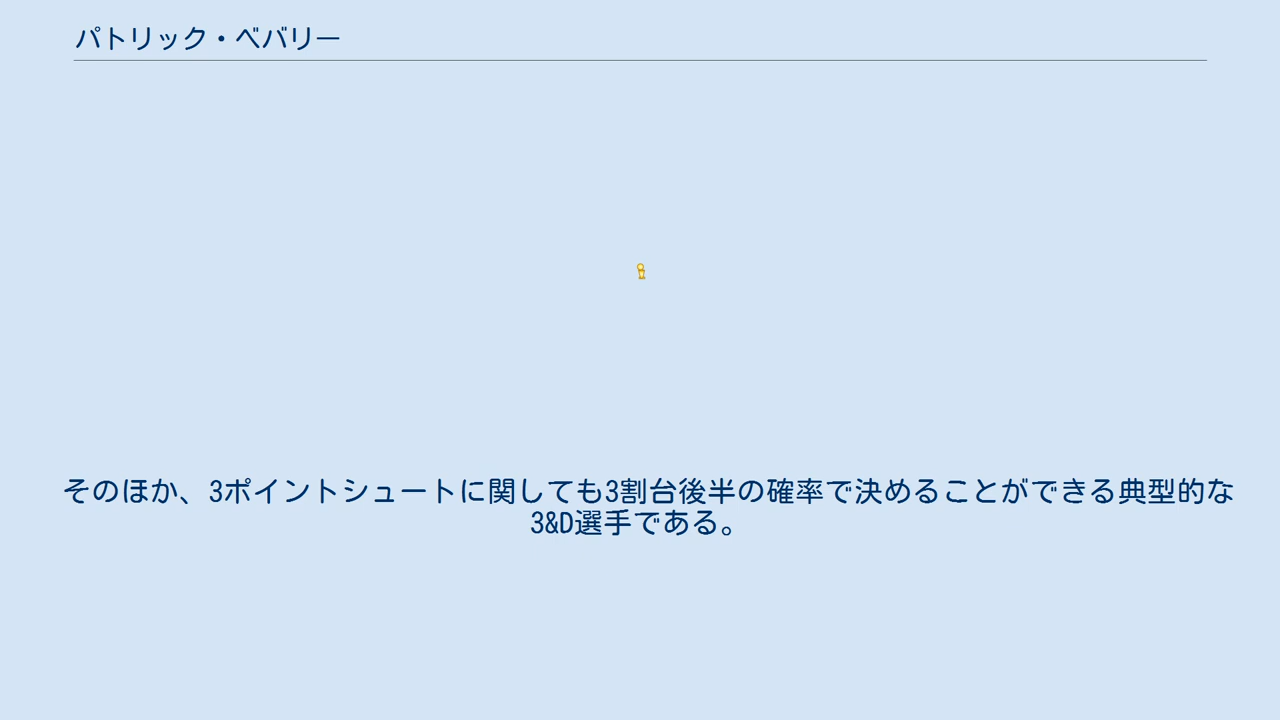 パトリック・ベバリー
そのほか、3ポイントシュートに関しても3割台後半の確率で決めることができる典型的な
3&D選手である。